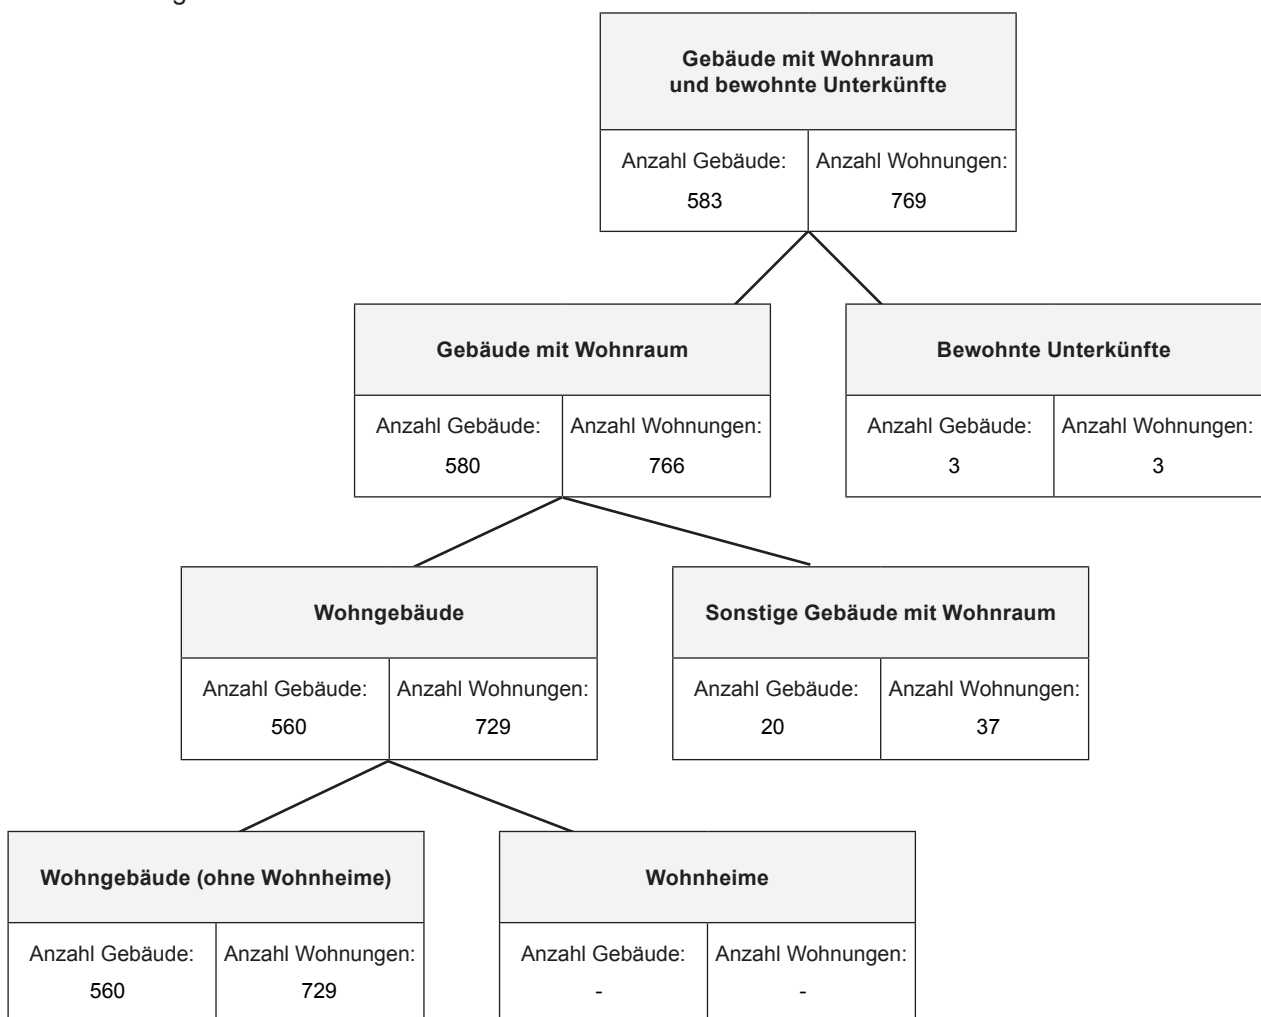 Gebäude mit Wohnraum
und bewohnte Unterkünfte
Anzahl Gebäude: Anzahl Wohnungen:
583 769
Gebäude mit Wohnraum Bewohnte Unterkünfte
Anzahl Gebäude: Anzahl Wohnungen: Anzahl Gebäude: Anzahl Wohnungen:
580 766 3 3
Wohngebäude Sonstige Gebäude mit Wohnraum
Anzahl Gebäude: Anzahl Wohnungen: Anzahl Gebäude: Anzahl Wohnungen:
560 729 20 37
Wohngebäude (ohne Wohnheime) Wohnheime
Anzahl Gebäude: Anzahl Wohnungen: Anzahl Gebäude: Anzahl Wohnungen:
560 729 - -